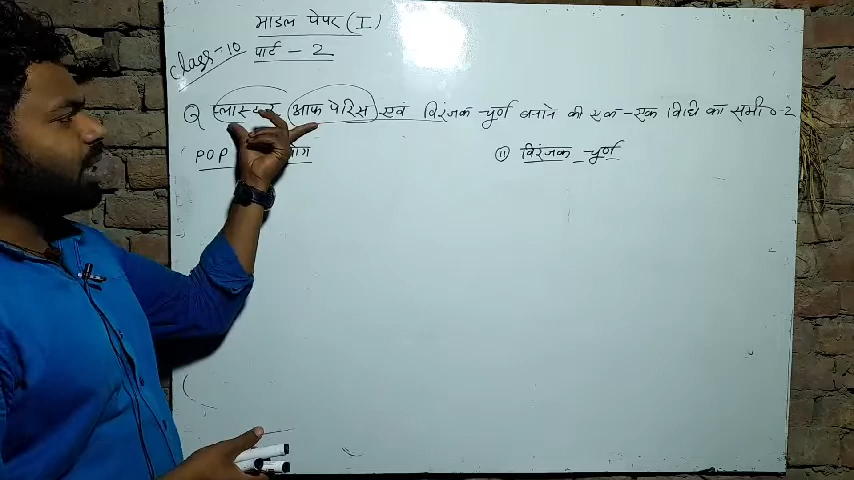 माडल पेपर (I)
Class-10
पार्ट - 2
Q प्लास्टर (आफ पेरिस) एवं विरंजक चूर्ण बनाने की एक-एक विधि का समी० 2
POP
(ii) विरंजक चूर्ण